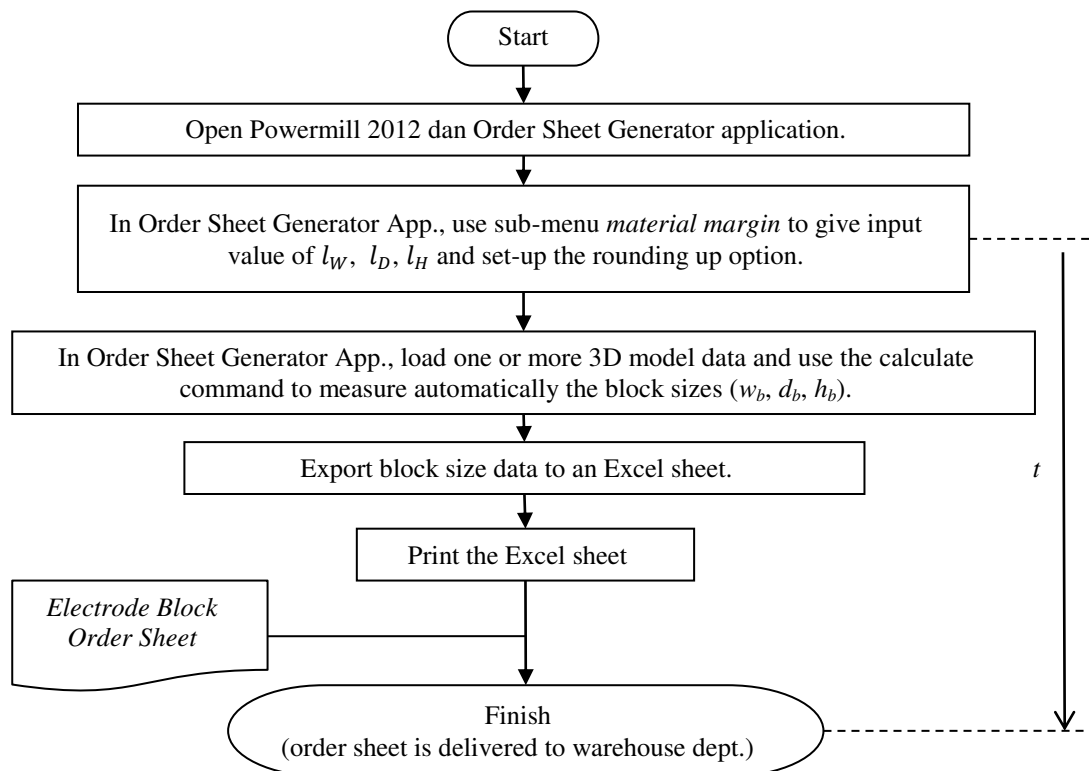 Start
Open Powermill 2012 dan Order Sheet Generator application.
In Order Sheet Generator App., use sub-menu material margin to give input
value of l_W, l_D, l_H and set-up the rounding up option.
In Order Sheet Generator App., load one or more 3D model data and use the calculate
command to measure automatically the block sizes (w_b, d_b, h_b).
Export block size data to an Excel sheet.
t
Print the Excel sheet
Electrode Block
Order Sheet
Finish
(order sheet is delivered to warehouse dept.)